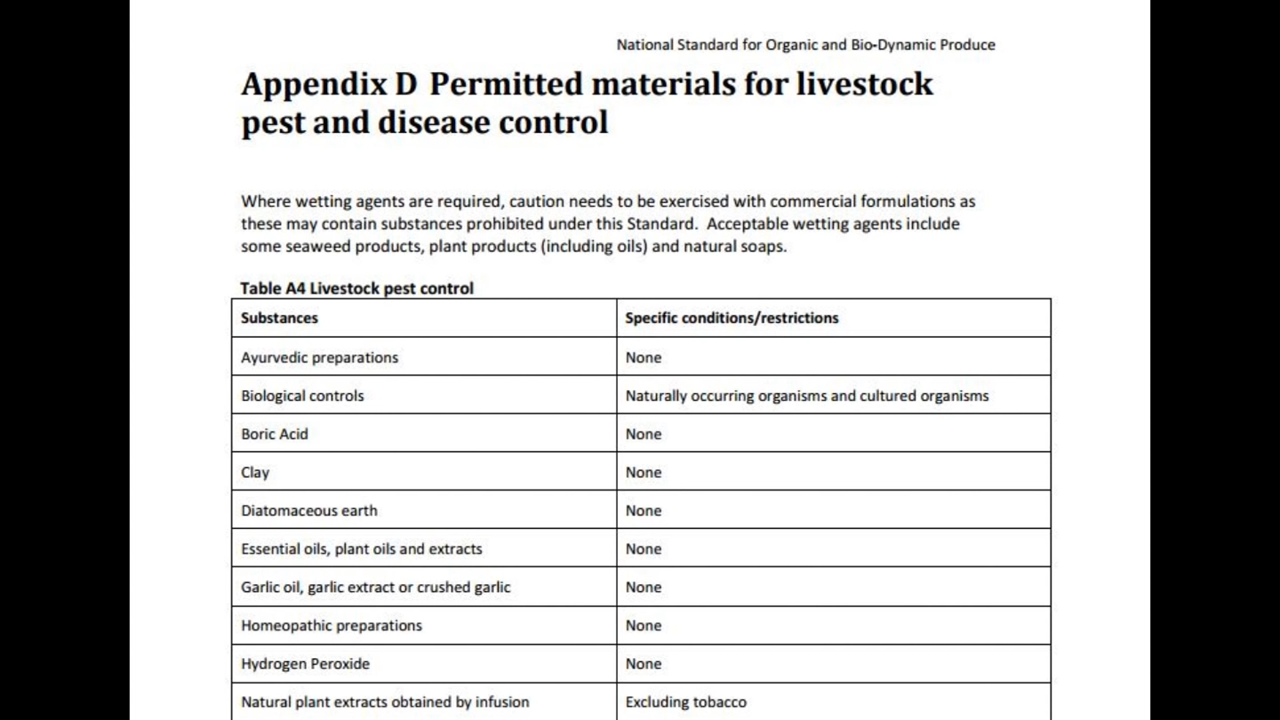 National Standard for Organic and Bio-Dynamic Produce
Appendix D Permitted materials for livestock
pest and disease control
Where wetting agents are required, caution needs to be exercised with commercial formulations as
these may contain substances prohibited under this Standard. Acceptable wetting agents include
some seaweed products, plant products (including oils) and natural soaps.
Table A4 Livestock pest control
Substances Specific conditions/restrictions
Ayurvedic preparations None
Biological controls Naturally occurring organisms and cultured organisms
Boric Acid None
Clay None
Diatomaceous earth None
Essential oils, plant oils and extracts None
Garlic oil, garlic extract or crushed garlic None
Homeopathic preparations None
Hydrogen Peroxide None
Natural plant extracts obtained by infusion Excluding tobacco